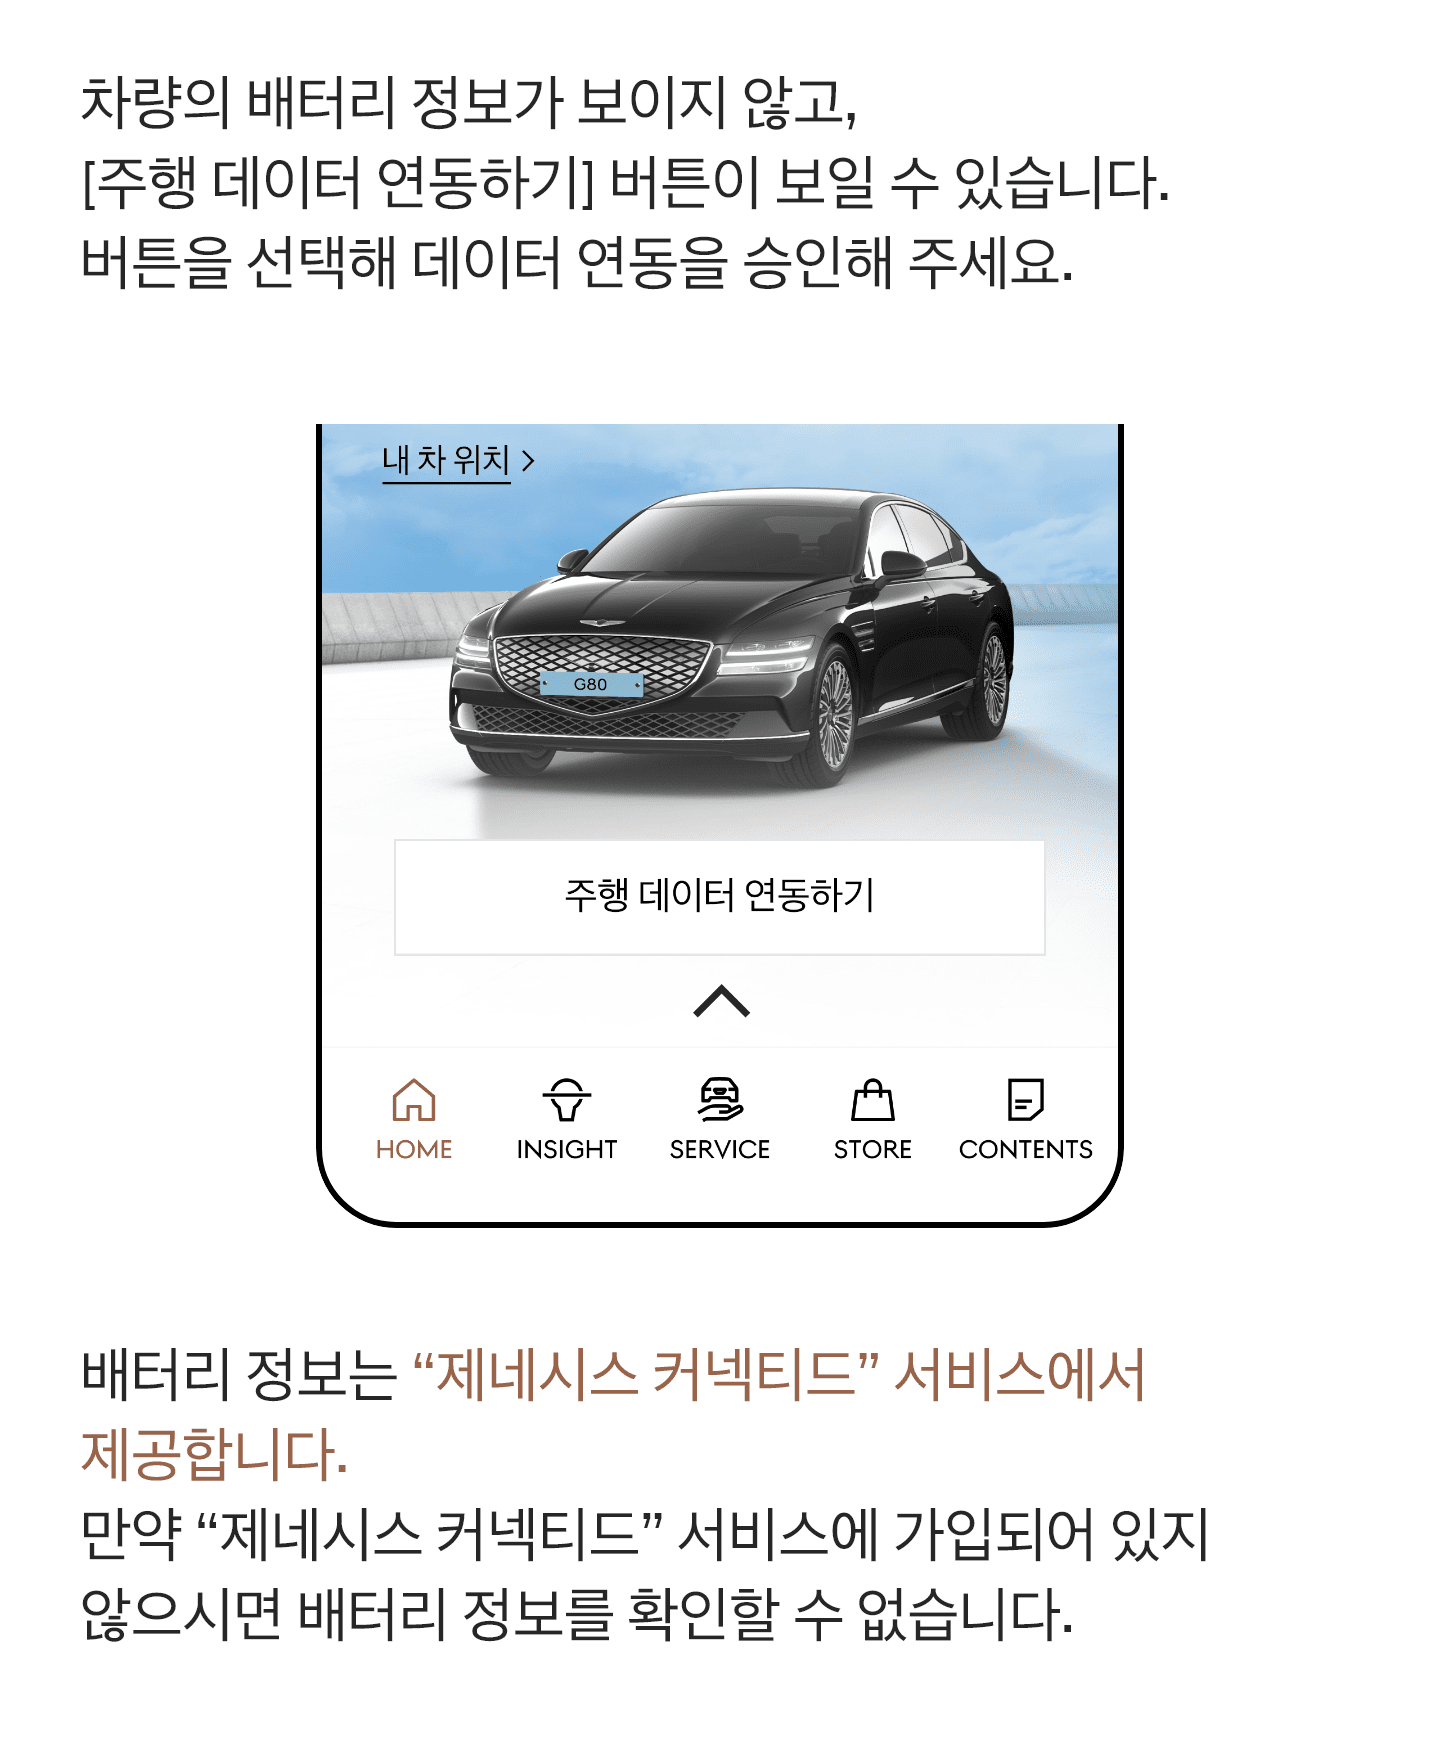 차량의 배터리 정보가 보이지 않고,
[주행 데이터 연동하기] 버튼이 보일 수 있습니다.
버튼을 선택해 데이터 연동을 승인해 주세요.
내 차 위치 >
G80
주행 데이터 연동하기
HOME INSIGHT SERVICE STORE CONTENTS
배터리 정보는 “제네시스 커넥티드” 서비스에서
제공합니다.
만약 “제네시스 커넥티드” 서비스에 가입되어 있지
않으시면 배터리 정보를 확인할 수 없습니다.